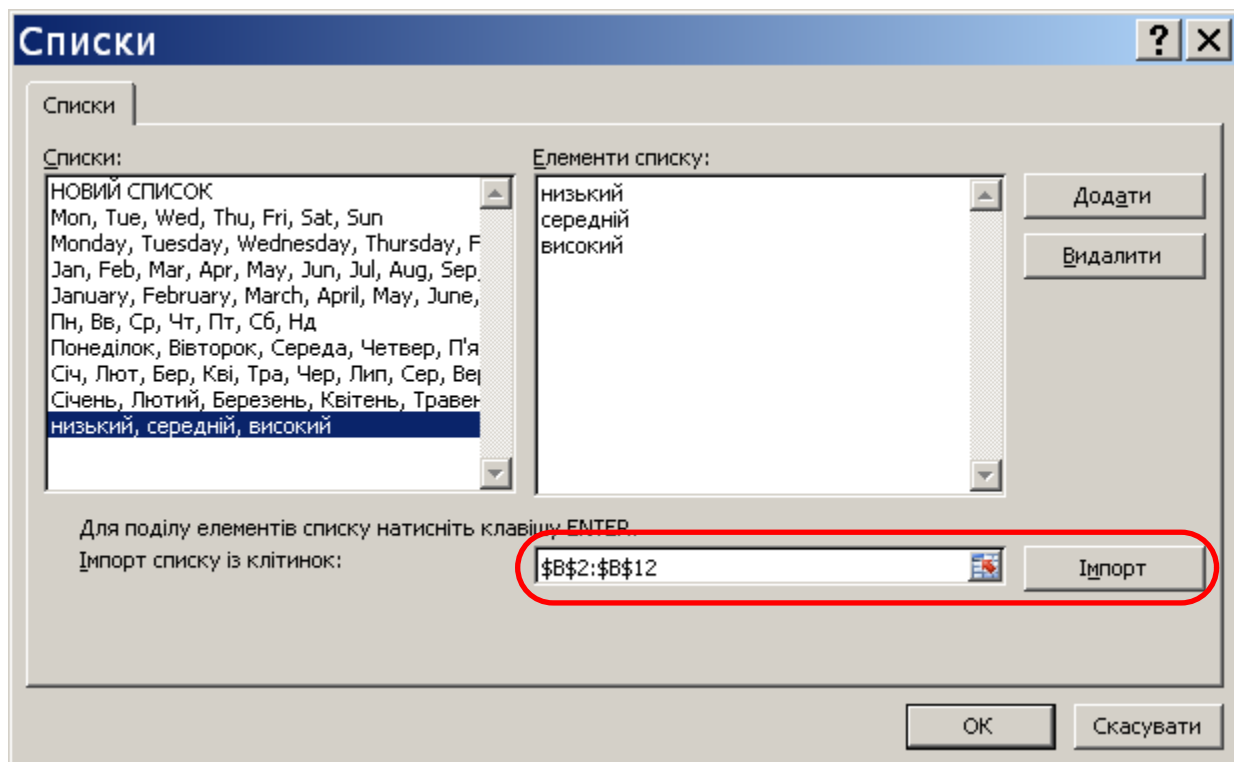 Списки
Списки
Списки:
НОВИЙ СПИСОК
Mon, Tue, Wed, Thu, Fri, Sat, Sun
Monday, Tuesday, Wednesday, Thursday, F
Jan, Feb, Mar, Apr, May, Jun, Jul, Aug, Sep,
January, February, March, April, May, June,
Пн, Вв, Ср, Чт, Пт, Сб, Нд
Понеділок, Вівторок, Середа, Четвер, П'я
Січ, Лют, Бер, Кві, Тра, Чер, Лип, Сер, Вер
Січень, Лютий, Березень, Квітень, Травен
низький, середній, високий
Елементи списку:
низький
середній
високий
Додати
Видалити
Для поділу елементів списку натисніть клавішу ENTER.
Імпорт списку із клітинок:
$B$2:$B$12
Імпорт
ОК
Скасувати